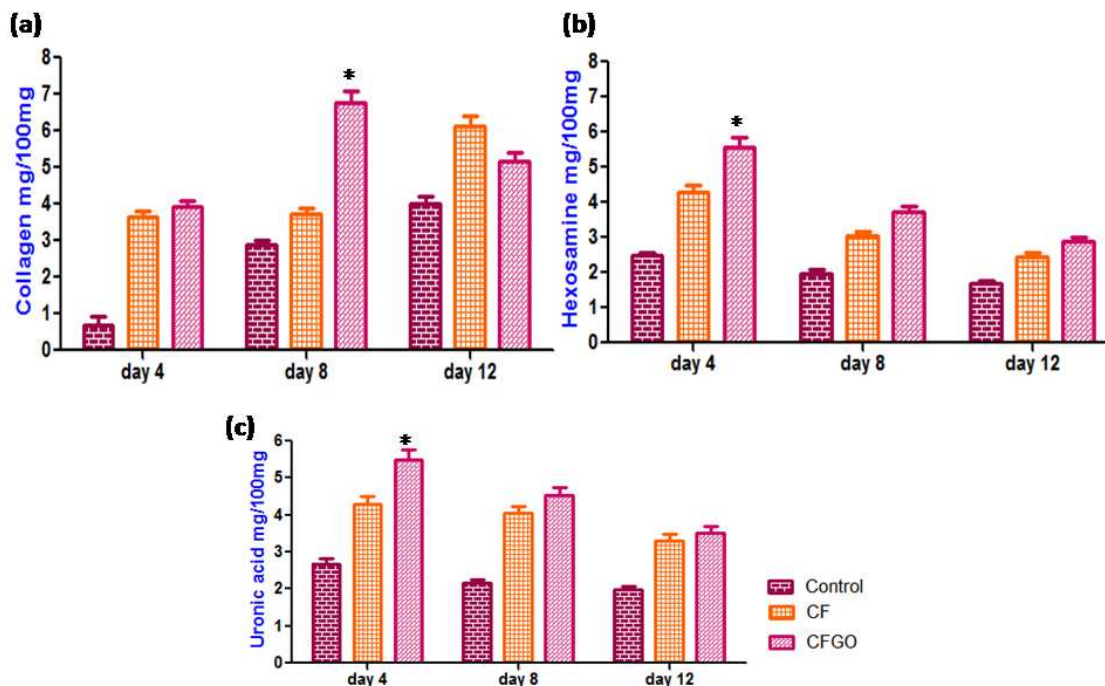 (a)
Collagen mg/100mg
8
7
6
5
4
3
2
1
0
*
day 4 day 8 day 12
(b)
Hexosamine mg/100mg
8
7
6
5
4
3
2
1
0
*
day 4 day 8 day 12
(c)
Uronic acid mg/100mg
6
5
4
3
2
1
0
*
day 4 day 8 day 12
Control
CF
CFGO